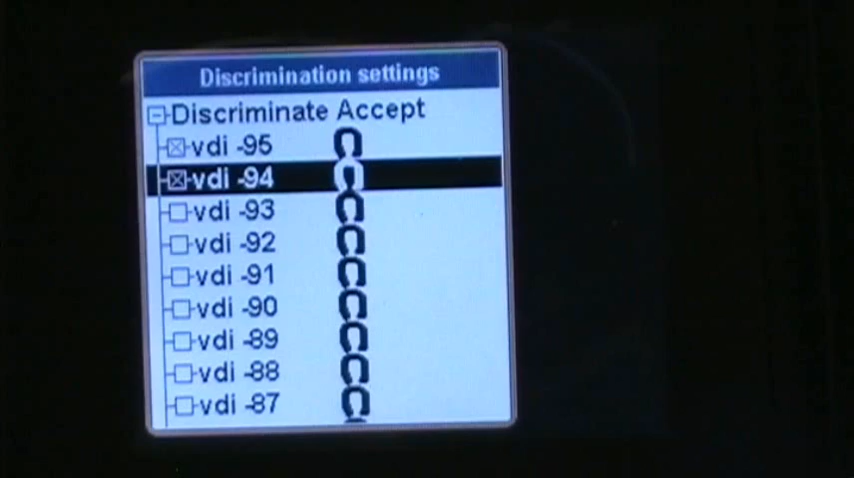 Discrimination settings
Discriminate Accept
vdi -95
vdi -94
vdi -93
vdi -92
vdi -91
vdi -90
vdi -89
vdi -88
vdi -87